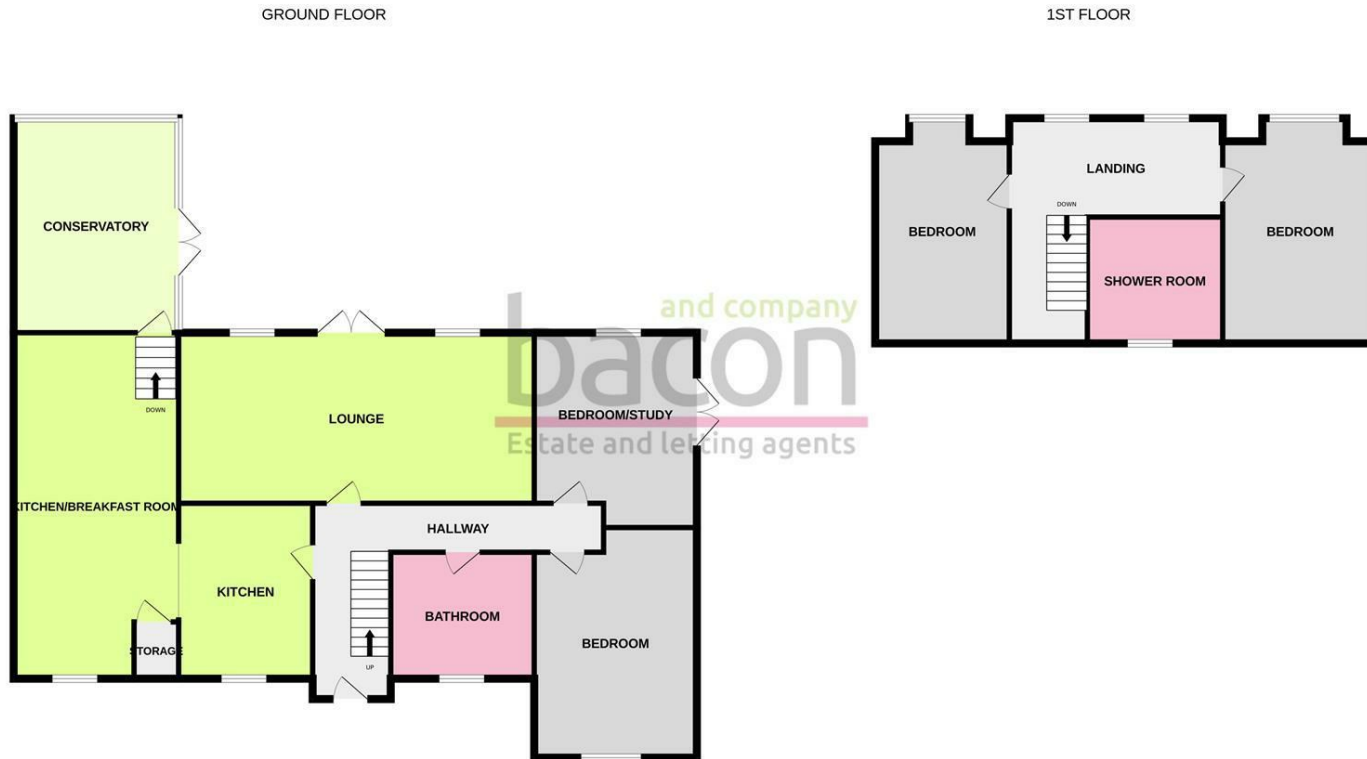 GROUND FLOOR
1ST FLOOR
CONSERVATORY
DOWN
KITCHEN/BREAKFAST ROOM
STORAGE
LOUNGE
KITCHEN
HALLWAY
UP
BATHROOM
BEDROOM/STUDY
BEDROOM
and company
bacon
Estate and letting agents
BEDROOM
LANDING
DOWN
SHOWER ROOM
BEDROOM